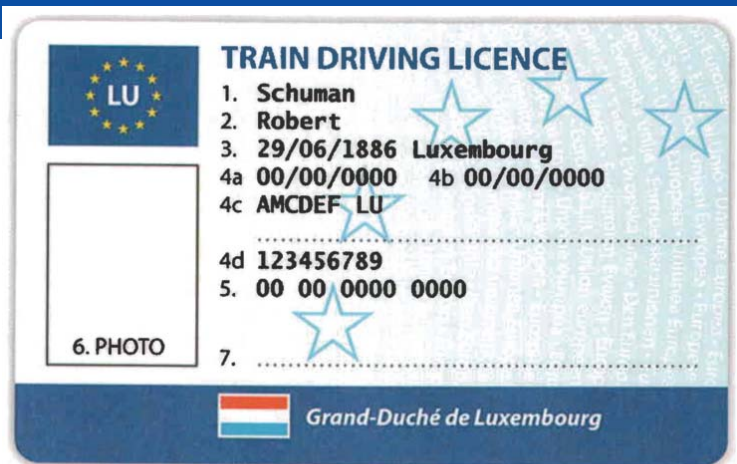 LU
TRAIN DRIVING LICENCE
1. Schuman
2. Robert
3. 29/06/1886 Luxembourg
4a 00/00/0000 4b 00/00/0000
4c AMCDEF LU
4d 123456789
5. 00 00 0000 0000
6. PHOTO
7.
Grand-Duché de Luxembourg